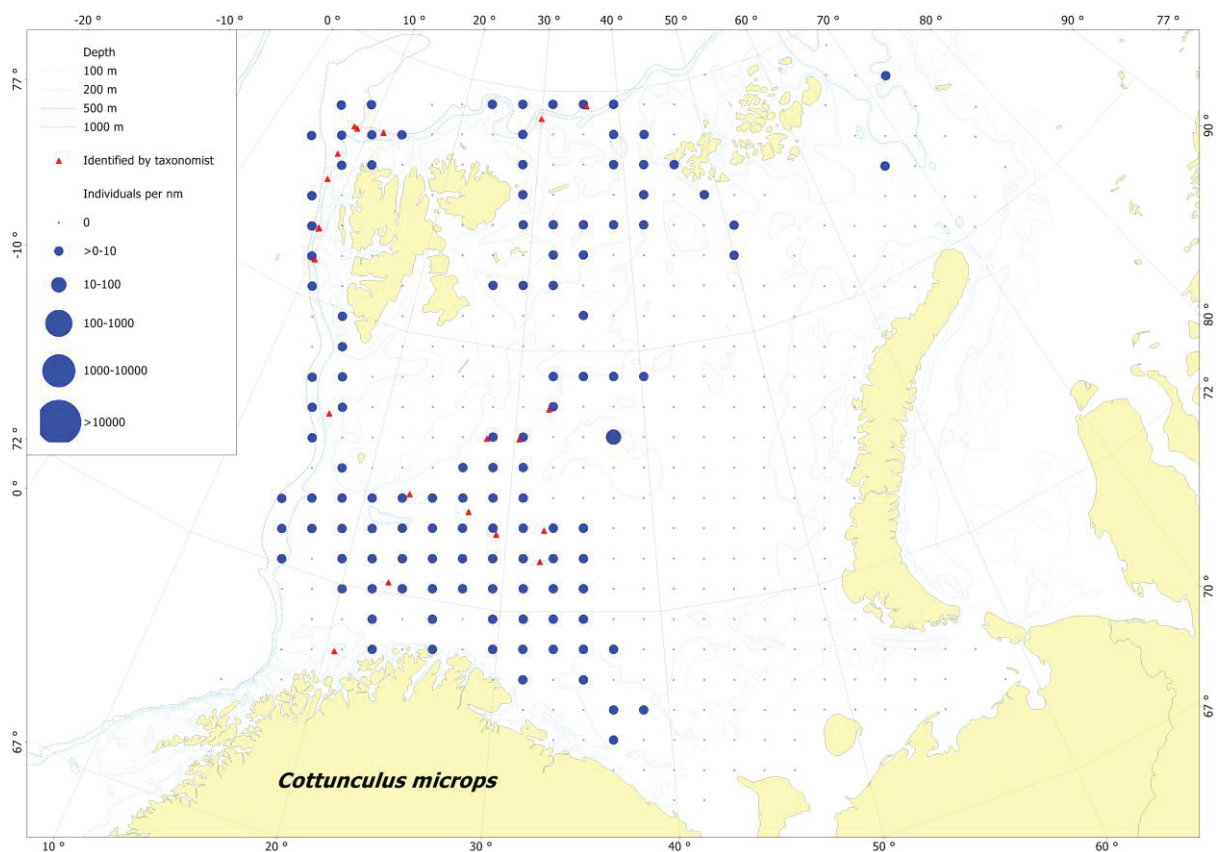 -20 ° -10 ° 0 ° 10 ° 20 ° 30 ° 40 ° 50 ° 60 ° 70 ° 80 ° 90 ° 77 °
Depth
100 m
200 m
500 m
1000 m
Identified by taxonomist
Individuals per nm
0
>0-10
10-100
100-1000
1000-10000
>10000
77 °
-10 °
72 °
0 °
67 °
90 °
80 °
72 °
70 °
67 °
Cottunculus microps
10 ° 20 ° 30 ° 40 ° 50 ° 60 °